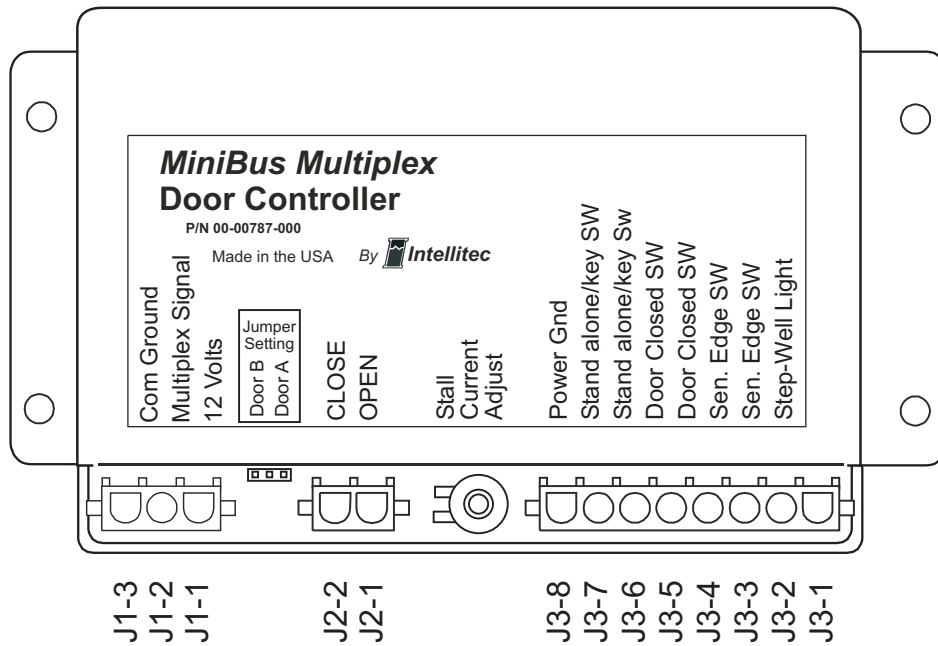 MiniBus Multiplex
Door Controller
P/N 00-00787-000
Made in the USA
By Intellitec
Com Ground
Multiplex Signal
12 Volts
Jumper
Setting
Door B
Door A
CLOSE
OPEN
Stall
Current
Adjust
Power Gnd
Stand alone/key SW
Stand alone/key Sw
Door Closed SW
Door Closed SW
Sen. Edge SW
Sen. Edge SW
Step-Well Light
J1-3
J1-2
J1-1
J2-2
J2-1
J3-8
J3-7
J3-6
J3-5
J3-4
J3-3
J3-2
J3-1